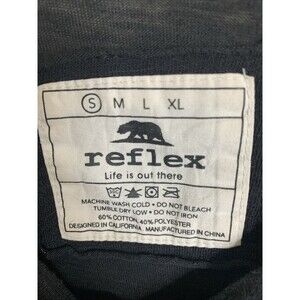 S M L XL
reflex
Life is out there
MACHINE WASH COLD • DO NOT BLEACH
TUMBLE DRY LOW • DO NOT IRON
60% COTTON, 40% POLYESTER
DESIGNED IN CALIFORNIA. MANUFACTURED IN CHINA